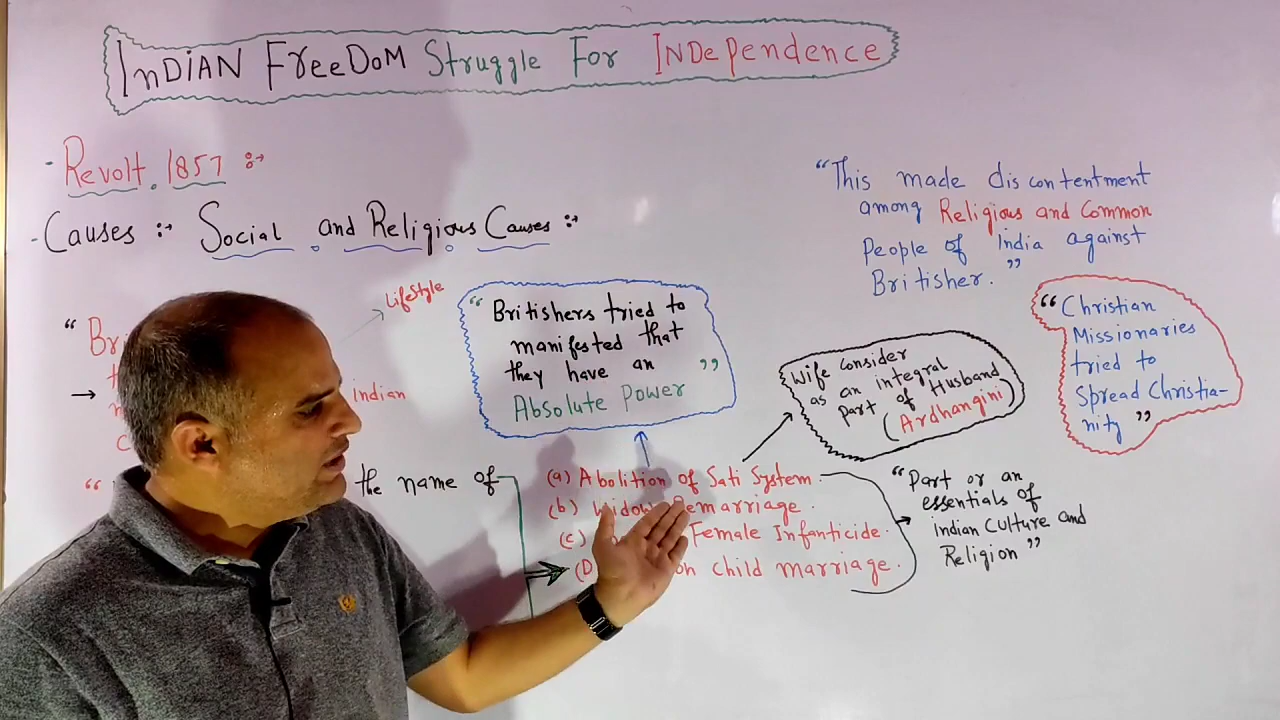 INDIAN FreeDoM Struggle For INDependence
Revolt 1857 :→
Causes :→ Social and Religious Causes :→
LifeStyle
indian
the name of
" Britishers tried to
manifested that
they have an "
Absolute Power
(a) Abolition of Sati System.
(b) Remarriage.
(c) Female Infanticide.
(D) on child marriage.
Wife consider
as an integral
part of Husband
(Ardhangini)
"This made discontentment
among Religious and Common
People of India against
Britisher. "
" Christian
Missionaries
tried to
Spread Christia-
nity "
"Part or an
essentials of
indian Culture and
Religion "